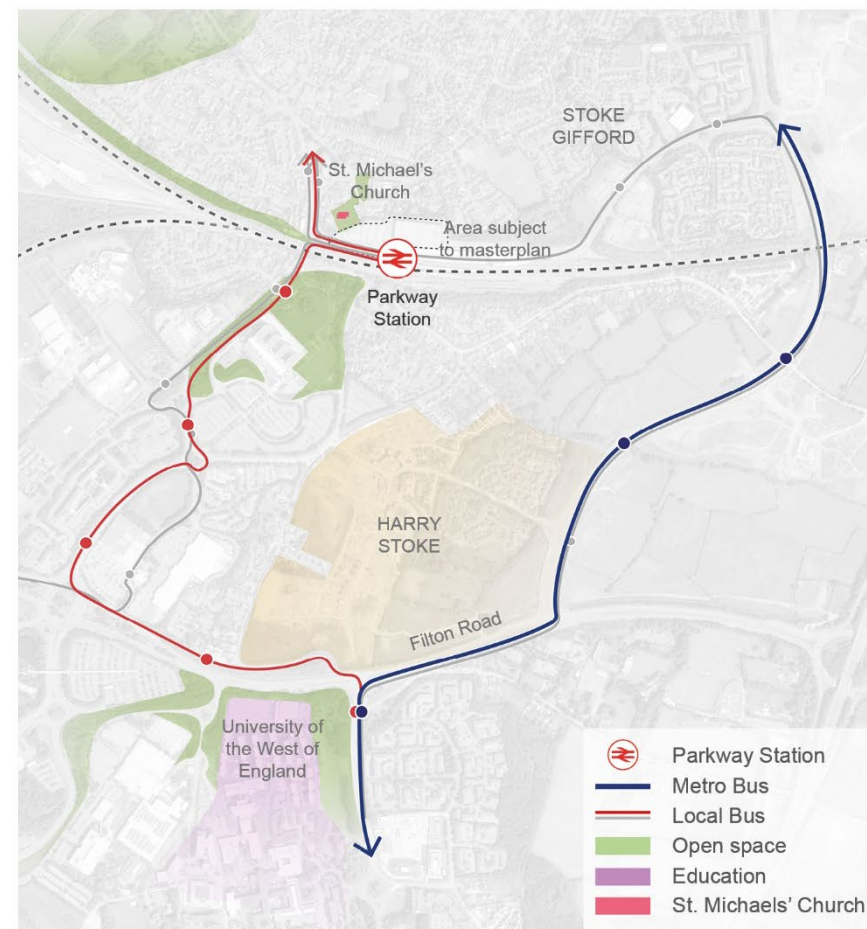 STOKE
GIFFORD
St. Michael's
Church
Area subject
to masterplan
Parkway
Station
HARRY
STOKE
Filton Road
University of
the West of
England
Parkway Station
Metro Bus
Local Bus
Open space
Education
St. Michaels' Church